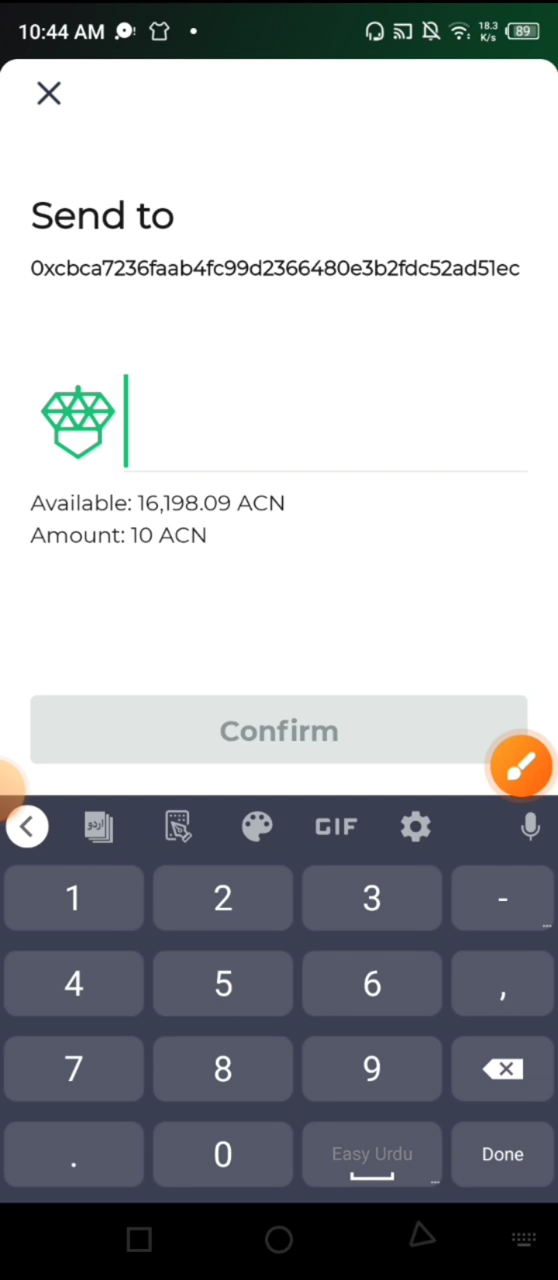 10:44 AM
18.3
K/s
89
Send to
0xcbca7236faab4fc99d2366480e3b2fdc52ad51ec
Available: 16,198.09 ACN
Amount: 10 ACN
Confirm
اردو
GIF
1 2 3 -
4 5 6 ,
7 8 9
. 0 Easy Urdu Done